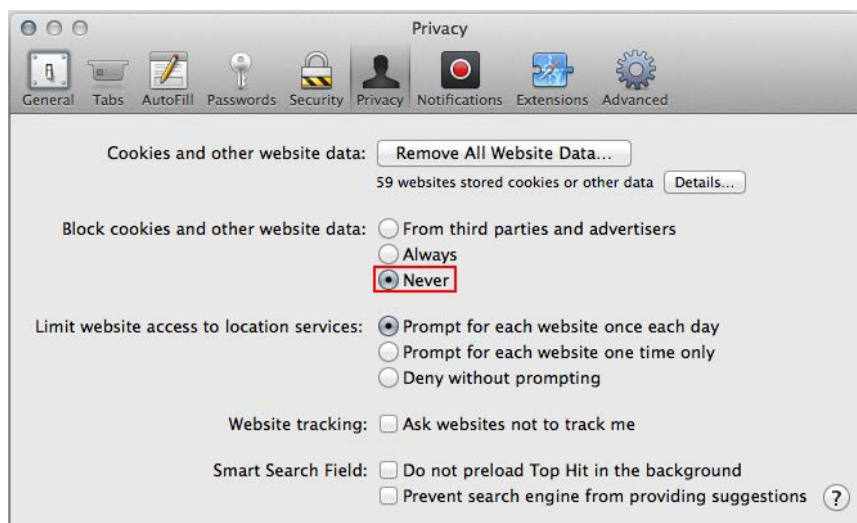 Privacy
General Tabs AutoFill Passwords Security Privacy Notifications Extensions Advanced
Cookies and other website data: Remove All Website Data...
59 websites stored cookies or other data Details...
Block cookies and other website data: From third parties and advertisers
Always
Never
Limit website access to location services: Prompt for each website once each day
Prompt for each website one time only
Deny without prompting
Website tracking: Ask websites not to track me
Smart Search Field: Do not preload Top Hit in the background
Prevent search engine from providing suggestions ?